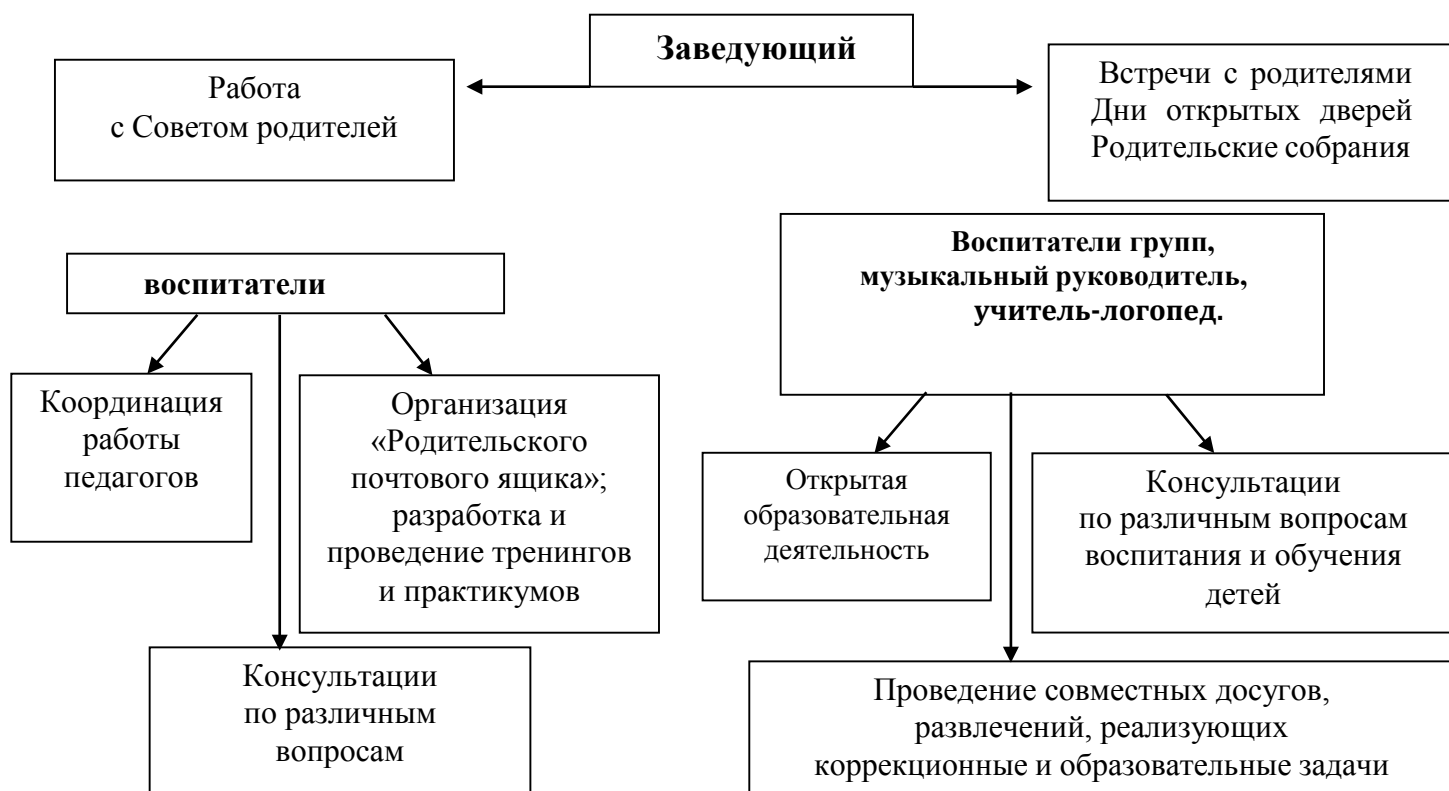 Заведующий
Работа
с Советом родителей
Встречи с родителями
Дни открытых дверей
Родительские собрания
воспитатели
Воспитатели групп,
музыкальный руководитель,
учитель-логопед.
Координация
работы
педагогов
Организация
«Родительского
почтового ящика»;
разработка и
проведение тренингов
и практикумов
Открытая
образовательная
деятельность
Консультации
по различным вопросам
воспитания и обучения
детей
Консультации
по различным
вопросам
Проведение совместных досугов,
развлечений, реализующих
коррекционные и образовательные задачи